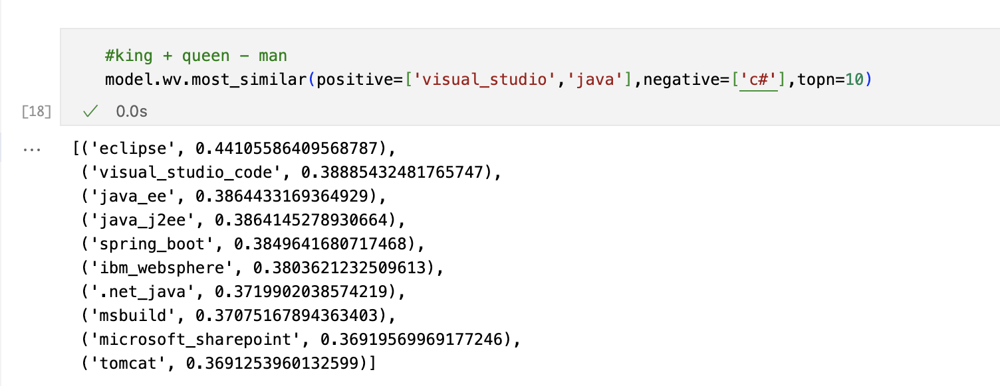 #king + queen - man
model.wv.most_similar(positive=['visual_studio','java'],negative=['c#'],topn=10)
[18]
✓ 0.0s
... [('eclipse', 0.44105586409568787),
('visual_studio_code', 0.38885432481765747),
('java_ee', 0.3864433169364929),
('java_j2ee', 0.3864145278930664),
('spring_boot', 0.3849641680717468),
('ibm_websphere', 0.3803621232509613),
('.net_java', 0.3719902038574219),
('msbuild', 0.37075167894363403),
('microsoft_sharepoint', 0.36919569969177246),
('tomcat', 0.3691253960132599)]